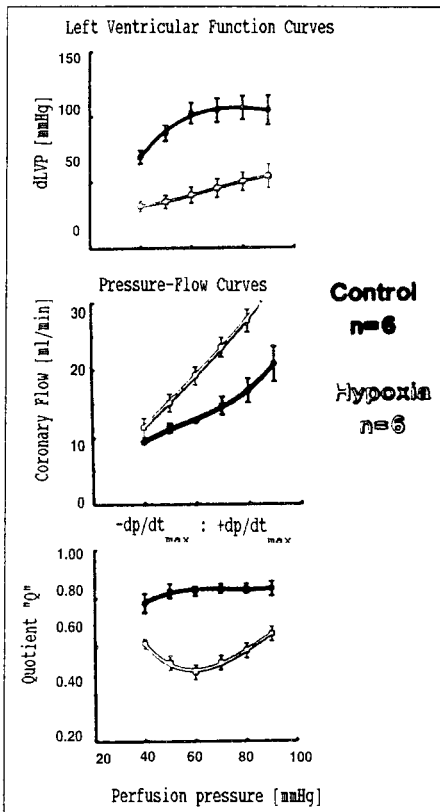 Left Ventricular Function Curves
150
100
50
0
dLVP [mmHg]
Pressure-Flow Curves
30
20
10
0
Coronary Flow [ml/min]
Control
n=6
Hypoxia
n=6
-dp/dt max : +dp/dt max
1.00
0.80
0.60
0.40
0.20
Quotient "Q"
20 40 60 80 100
Perfusion pressure [mmHg]